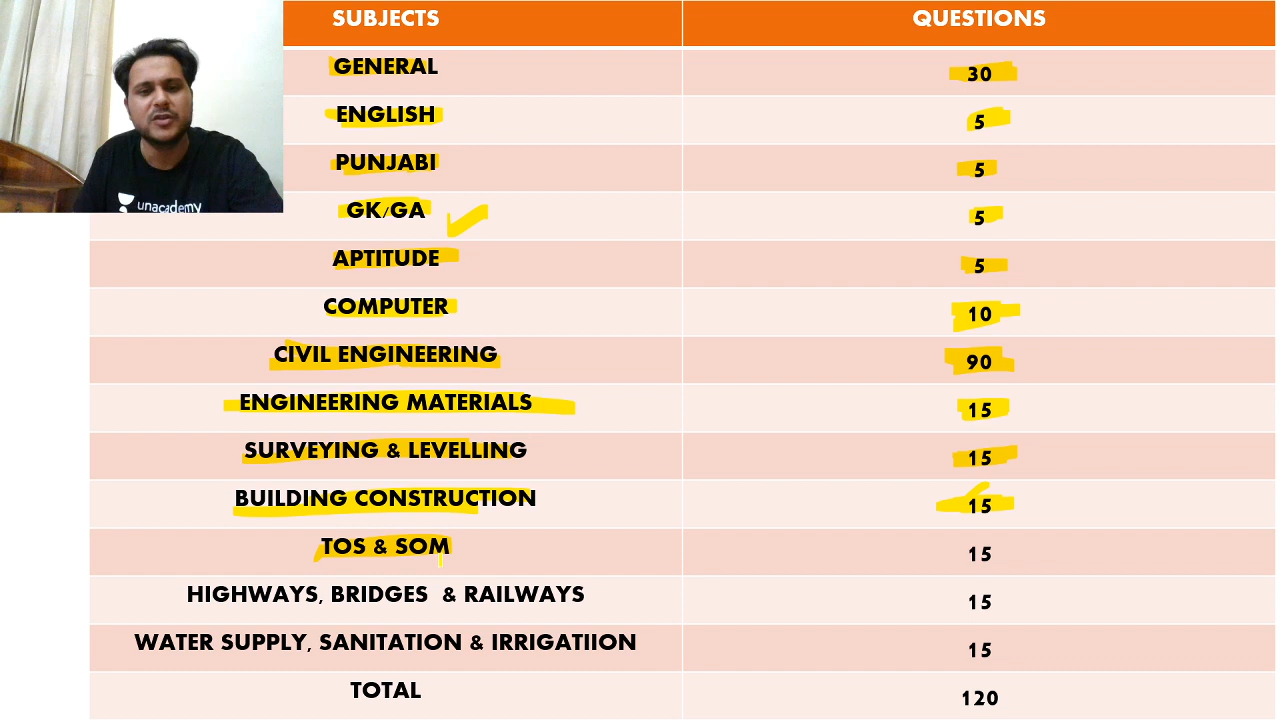 SUBJECTS QUESTIONS
GENERAL 30
ENGLISH 5
PUNJABI 5
GK/GA 5
APTITUDE 5
COMPUTER 10
CIVIL ENGINEERING 90
ENGINEERING MATERIALS 15
SURVEYING & LEVELLING 15
BUILDING CONSTRUCTION 15
TOS & SOM 15
HIGHWAYS, BRIDGES & RAILWAYS 15
WATER SUPPLY, SANITATION & IRRIGATIION 15
TOTAL 120
unacademy